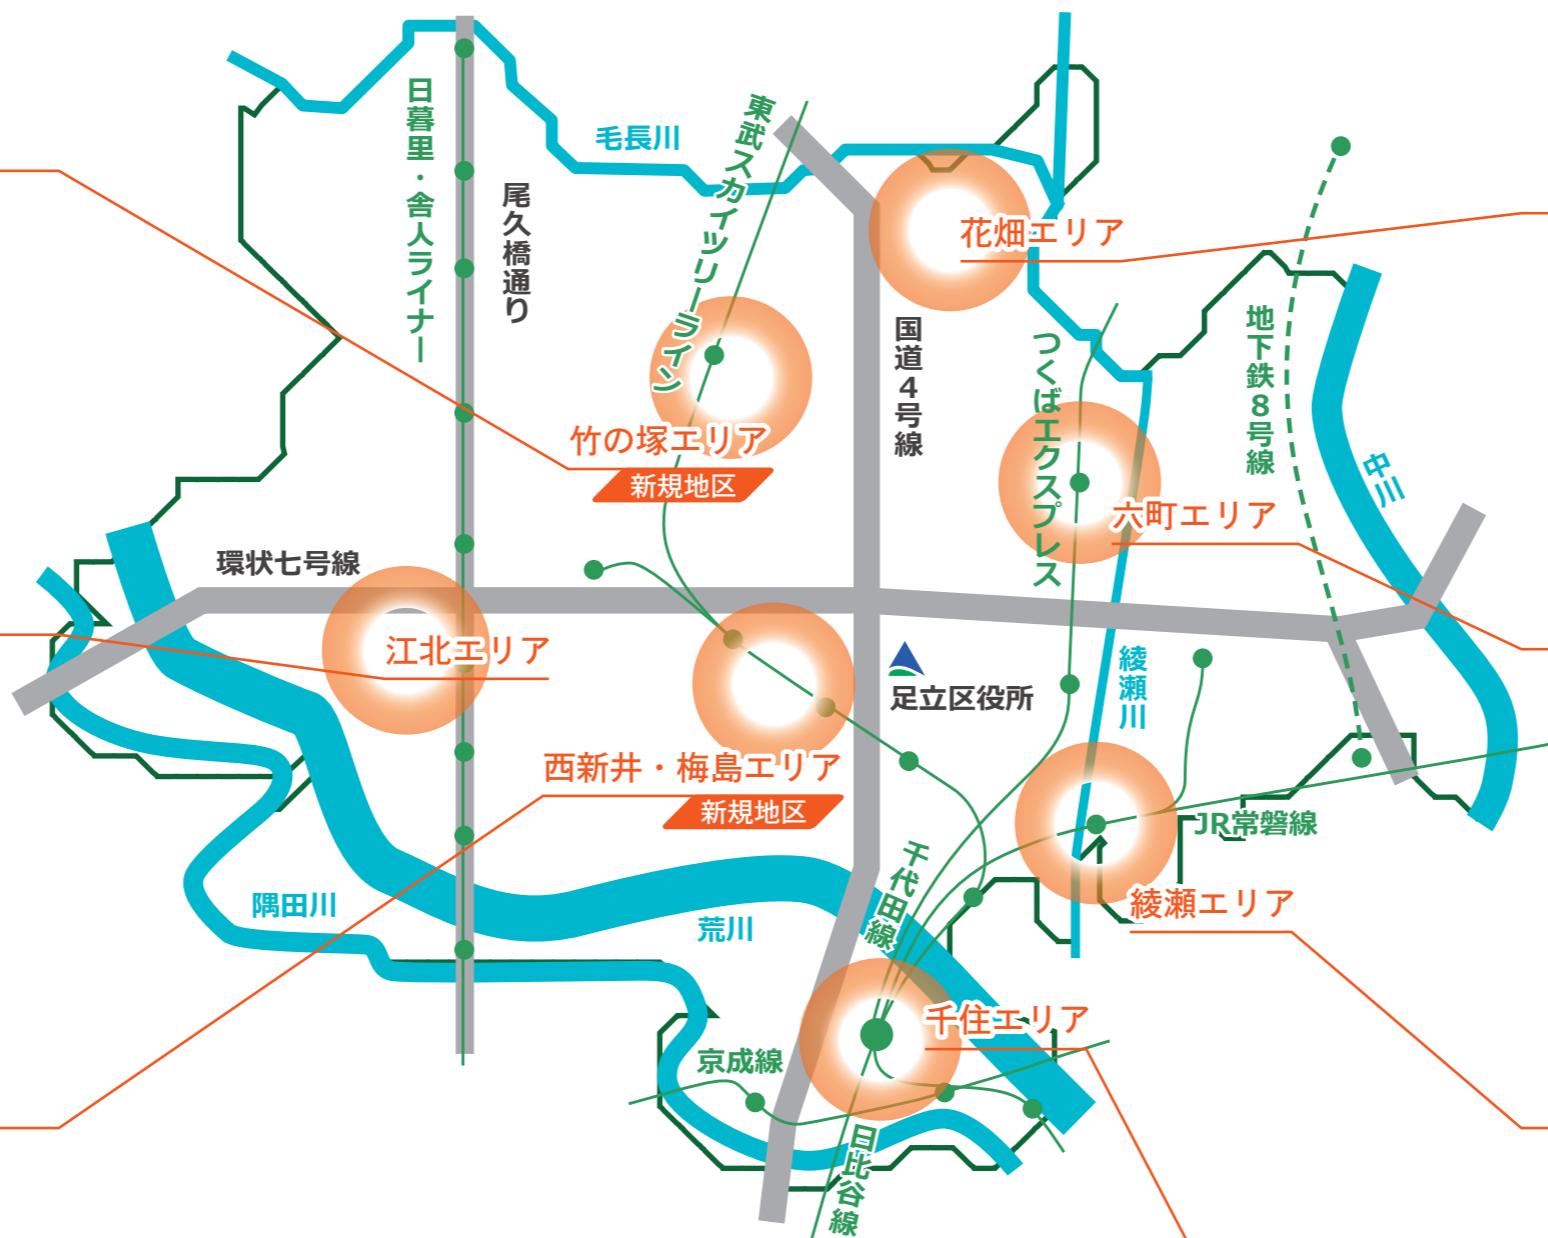 日暮里・舎人ライナー
尾久橋通り
毛長川
東武スカイツリーライン
花畑エリア
国道4号線
つくばエクスプレス
地下鉄8号線
中川
竹の塚エリア
新規地区
六町エリア
環状七号線
江北エリア
足立区役所
綾瀬川
西新井・梅島エリア
新規地区
JR常磐線
千代田線
綾瀬エリア
隅田川
荒川
千住エリア
京成線
日比谷線